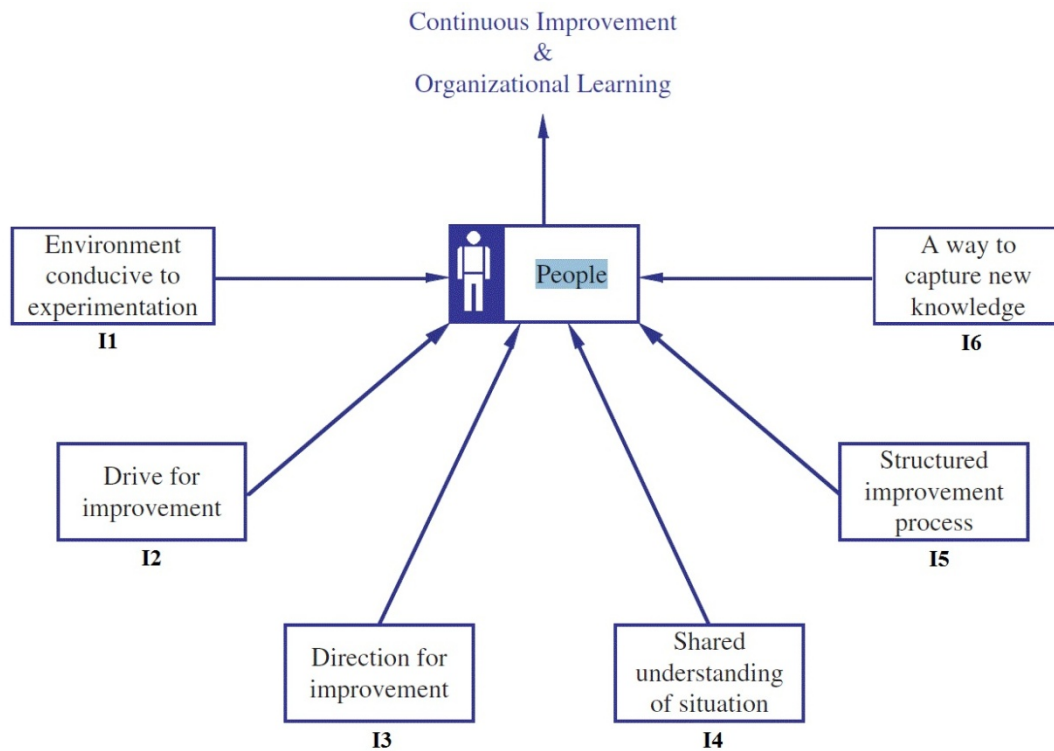 Continuous Improvement
&
Organizational Learning
Environment
conducive to
experimentation
I1
People
A way to
capture new
knowledge
I6
Drive for
improvement
I2
Structured
improvement
process
I5
Direction for
improvement
I3
Shared
understanding
of situation
I4